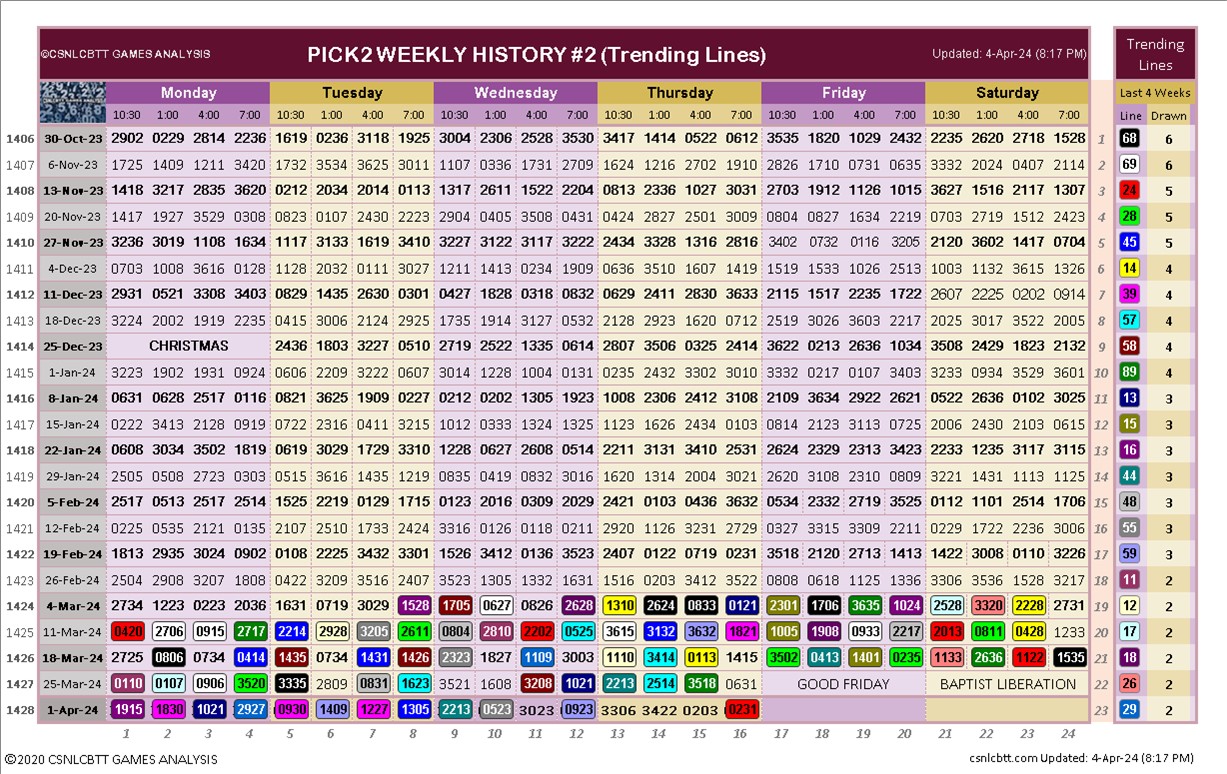 ©2020 CSNLCBTT GAMES ANALYSIS PICK2 WEEKLY HISTORY #2 (Trending Lines) Updated: 4-Apr-24 (8:17 PM) Trending Lines
Monday Tuesday Wednesday Thursday Friday Saturday Last 4 Weeks
10:30 1:00 4:00 7:00 10:30 1:00 4:00 7:00 10:30 1:00 4:00 7:00 10:30 1:00 4:00 7:00 10:30 1:00 4:00 7:00 10:30 1:00 4:00 7:00 Line Drawn
1406 30-Oct-23 2902 0229 2814 2236 1619 0236 3118 1925 3004 2306 2528 3530 3417 1414 0522 0612 3535 1820 1029 2432 2235 2620 2718 1528 1 68 6
1407 6-Nov-23 1725 1409 1211 3420 1732 3534 3625 3011 1107 0336 1731 2709 1624 1216 2702 1910 2826 1710 0131 0635 3332 2024 0407 2114 2 69 6
1408 13-Nov-23 1418 3217 2835 3620 0212 2034 2014 0113 1317 2611 1522 2204 0813 2336 1027 3031 2703 1912 1126 1015 3627 1516 2117 1307 3 24 5
1409 20-Nov-23 1417 1927 3529 0308 0823 0107 2430 2223 2904 0405 3508 0431 0424 2827 2501 3009 0804 0827 1634 2219 0703 2719 1512 2423 4 28 5
1410 27-Nov-23 3236 3019 1108 1634 1117 3133 1619 3410 3227 3122 3117 3222 2434 3328 1316 2816 3402 0732 0116 3205 2120 3602 1417 0704 5 45 5
1411 4-Dec-23 0703 1008 3616 0128 1128 2032 0111 3027 1211 1413 0234 1909 0636 3510 1607 1419 1519 1533 1026 2513 1003 1132 3615 1326 6 14 4
1412 11-Dec-23 2931 0521 3308 3403 0829 1435 2630 0301 0427 1828 0318 0832 0629 2411 2830 3633 2115 1517 2235 1722 2607 2225 0202 0914 7 39 4
1413 18-Dec-23 3224 2002 1919 2235 0415 3006 2124 2925 1735 1914 3127 0532 2128 2923 1620 0712 2519 3026 3503 2217 2025 3017 3522 2005 8 57 4
1414 25-Dec-23 CHRISTMAS 2436 1803 3227 0510 2719 2522 1335 0614 2807 3506 0325 2414 3622 0213 2636 1034 3508 2429 1823 2132 9 58 4
1415 1-Jan-24 3223 1902 1931 0924 0606 2209 3222 0607 3014 1228 1004 0131 0235 2432 3302 3010 3332 0217 0107 3403 2233 0934 3529 3601 10 89 4
1416 8-Jan-24 0631 0628 2517 0116 0821 3625 1909 0227 0212 0202 1305 1923 1008 2306 2412 3108 2109 3634 2922 2621 0522 2636 0102 3025 11 13 3
1417 15-Jan-24 0222 3413 2128 0919 0722 2316 0411 3211 1012 0333 1324 1325 1123 1626 2434 0103 0814 2123 3113 0725 2006 2430 2103 0615 12 15 3
1418 22-Jan-24 0608 3034 3502 1819 0619 3029 1729 3310 1228 0627 2608 0514 2211 3131 3410 2531 2624 2329 2313 3423 2233 1235 3117 3115 13 16 3
1419 29-Jan-24 2505 0508 2723 0303 0515 3616 1435 1214 0835 0419 0832 3016 1620 1314 2004 3021 2620 3108 2310 0809 3221 1431 1113 1125 14 44 3
1420 5-Feb-24 2517 0513 2517 2514 1525 2219 0129 1715 0123 2016 0309 2029 2421 0103 0436 3632 0534 2332 2719 3525 0112 1101 2514 1706 15 48 3
1421 12-Feb-24 0225 0535 2121 0135 2107 2510 1733 2424 3316 0126 0118 0211 2920 1126 3231 2729 0327 3315 3309 2211 0229 1722 2236 3006 16 55 3
1422 19-Feb-24 1813 2935 3024 0902 0108 2225 3432 3301 1526 3412 0136 3523 2407 0122 0719 0231 3518 2120 2713 1413 1422 3008 0110 3226 17 59 3
1423 26-Feb-24 2504 2908 3207 1808 0422 3209 3516 2407 3523 1305 1332 1631 1516 0203 3412 3522 0808 0618 1125 1336 3306 3536 1528 3217 18 11 2
1424 4-Mar-24 2734 1223 0223 2036 1631 0719 3029 1528 1705 0627 0826 2628 1310 2624 0833 0121 2301 1706 3635 1024 2528 3320 2228 2731 19 12 2
1425 11-Mar-24 0420 2706 0915 2717 2214 2928 3205 2611 0804 2810 2202 0525 3615 3132 3632 1821 1005 1908 0933 2217 2013 0811 0428 1233 20 17 2
1426 18-Mar-24 2725 0806 0734 0414 1435 0734 1431 1426 2323 1827 1109 3003 1110 3414 0113 1415 3502 0413 1401 0235 1133 2636 1122 1535 21 18 2
1427 25-Mar-24 0110 0107 0906 3520 3335 2809 0831 1623 3521 1608 3208 1021 2213 2514 3518 0631 GOOD FRIDAY BAPTIST LIBERATION 22 26 2
1428 1-Apr-24 1915 1830 1021 2927 0930 1409 1227 1305 2213 0523 3023 0923 3306 3422 0203 0231 23 29 2
1 2 3 4 5 6 7 8 9 10 11 12 13 14 15 16 17 18 19 20 21 22 23 24
©2020 CSNLCBTT GAMES ANALYSIS csnlcbtt.com Updated: 4-Apr-24 (8:17 PM)